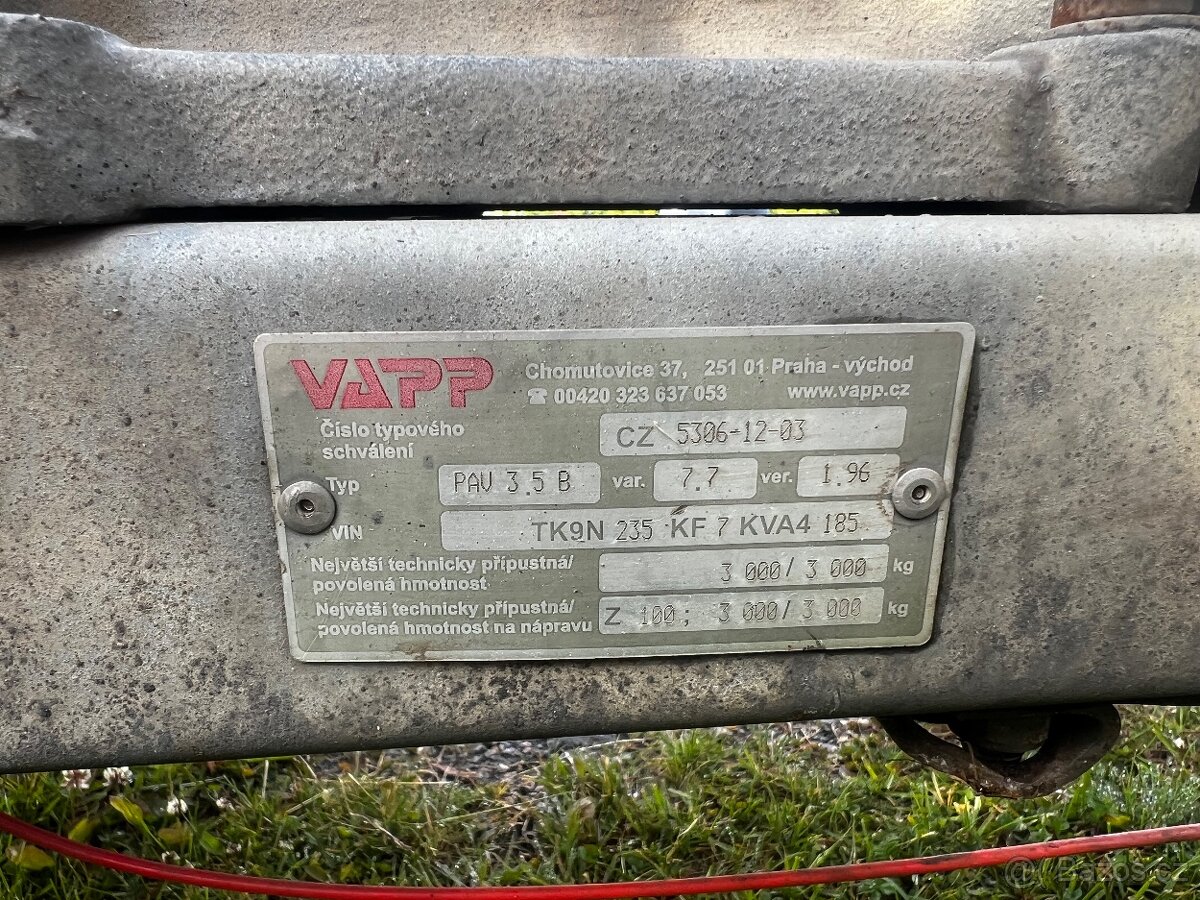 VAPP Chomutovice 37, 251 01 Praha - východ
☎ 00420 323 637 053 www.vapp.cz
Číslo typového schválení CZ 5306-12-03
Typ PAV 3.5 B var. 7.7 ver. 1.96
VIN TK9N 235 KF 7 KVA4 185
Největší technicky přípustná/
povolená hmotnost 3 000 / 3 000 kg
Největší technicky přípustná/
povolená hmotnost na nápravu Z 100; 3 000 / 3 000 kg
Bazos.cz